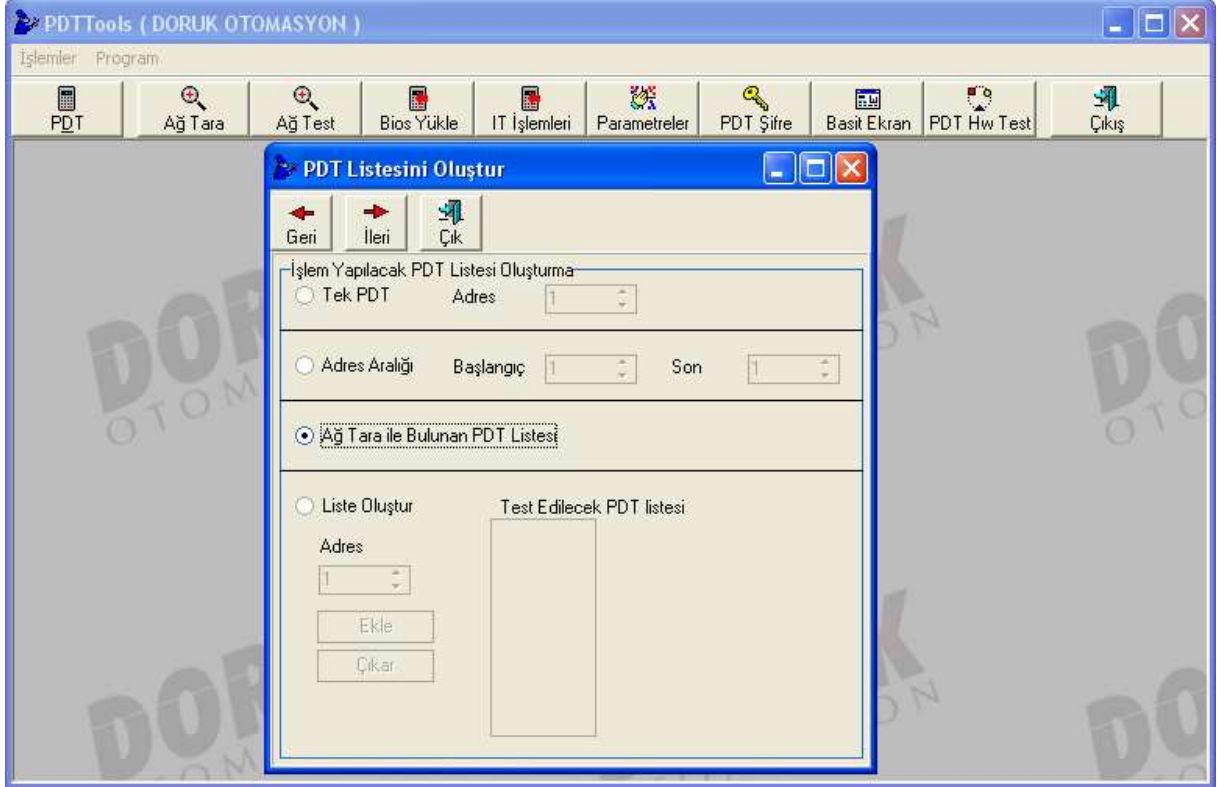 PDTTools ( DORUK OTOMASYON )
İşlemler Program
PDT Ağ Tara Ağ Test Bios Yükle IT İşlemleri Parametreler PDT Şifre Basit Ekran PDT Hw Test Çıkış
PDT Listesini Oluştur
Geri İleri Çık
İşlem Yapılacak PDT Listesi Oluşturma
Tek PDT Adres 1
Adres Aralığı Başlangıç 1 Son 1
Ağ Tara ile Bulunan PDT Listesi
Liste Oluştur Test Edilecek PDT listesi
Adres
1
Ekle
Çıkar